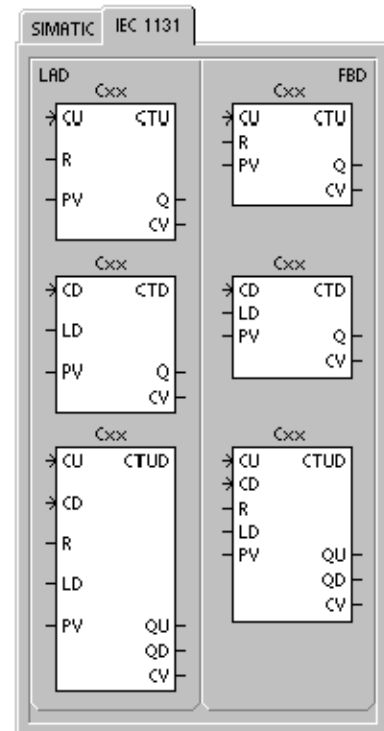 SIMATIC IEC 1131
LAD
Cxx
CU CTU
R
PV Q
CV
Cxx
CD CTD
LD
PV Q
CV
Cxx
CU CTUD
CD
R
LD
PV QU
QD
CV
FBD
Cxx
CU CTU
R
PV Q
CV
Cxx
CD CTD
LD
PV Q
CV
Cxx
CU CTUD
CD
R
LD
PV QU
QD
CV